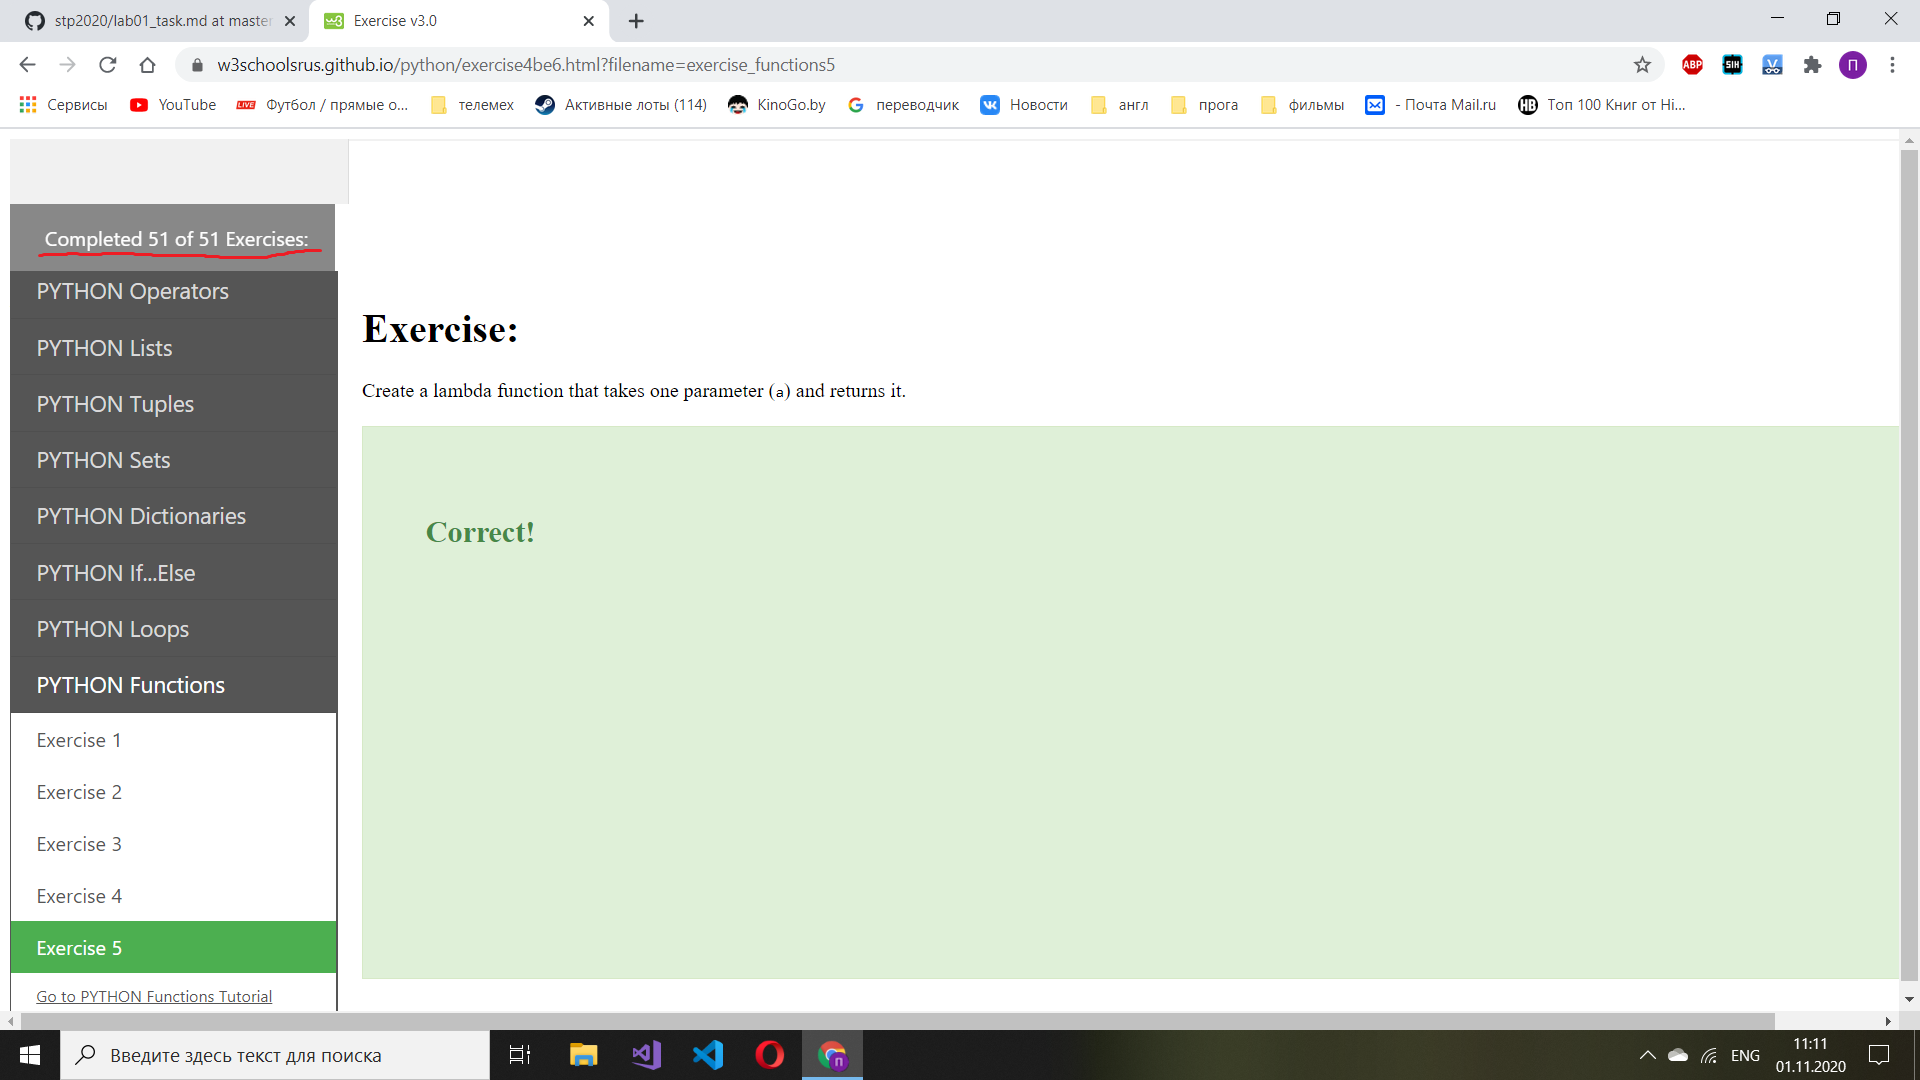 stp2020/lab01_task.md at master
Exercise v3.0
w3schoolsrus.github.io/python/exercise4be6.html?filename=exercise_functions5
ABP
SIH
П
Сервисы
YouTube
LIVE
Футбол / прямые о...
телемех
Активные лоты (114)
KinoGo.by
переводчик
Новости
англ
прога
фильмы
- Почта Mail.ru
HB
Топ 100 Книг от Hi...
Completed 51 of 51 Exercises:
PYTHON Operators
PYTHON Lists
PYTHON Tuples
PYTHON Sets
PYTHON Dictionaries
PYTHON If...Else
PYTHON Loops
PYTHON Functions
Exercise 1
Exercise 2
Exercise 3
Exercise 4
Exercise 5
Go to PYTHON Functions Tutorial
Exercise:
Create a lambda function that takes one parameter (a) and returns it.
Correct!
Введите здесь текст для поиска
ENG
11:11
01.11.2020